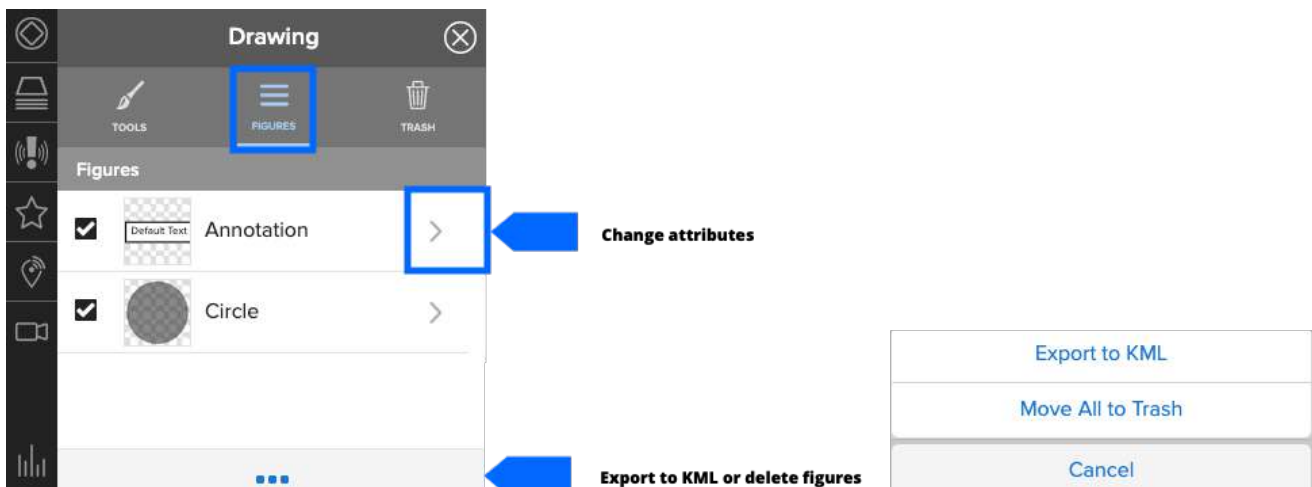 Drawing
TOOLS
FIGURES
TRASH
Figures
Default Text
Annotation
Change attributes
Circle
Export to KML
Move All to Trash
Cancel
Export to KML or delete figures